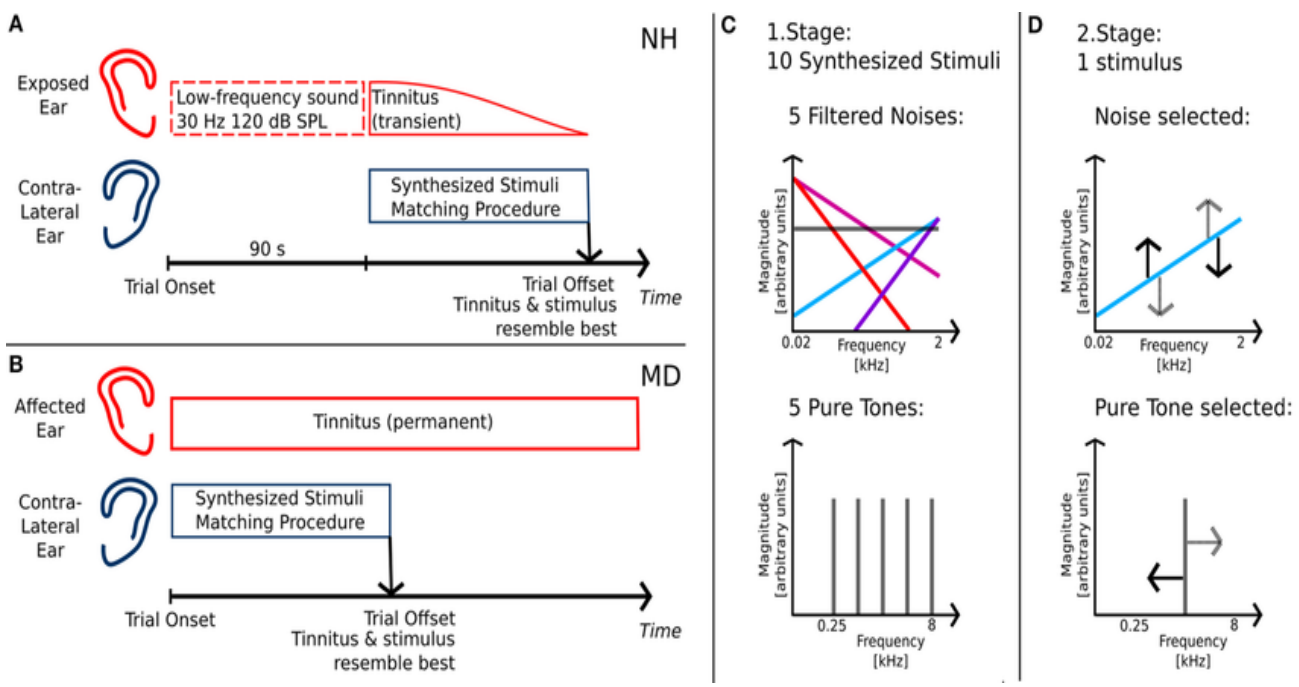 A
NH
Exposed
Ear
Low-frequency sound
30 Hz 120 dB SPL
Tinnitus
(transient)
Contra-
Lateral
Ear
Synthesized Stimuli
Matching Procedure
90 s
Trial Onset
Trial Offset
Time
Tinnitus & stimulus
resemble best
B
MD
Affected
Ear
Tinnitus (permanent)
Contra-
Lateral
Ear
Synthesized Stimuli
Matching Procedure
Trial Onset
Trial Offset
Time
Tinnitus & stimulus
resemble best
C
1.Stage:
10 Synthesized Stimuli
5 Filtered Noises:
Magnitude
[arbitrary units]
0.02
Frequency
2
[kHz]
5 Pure Tones:
Magnitude
[arbitrary units]
0.25
8
Frequency
[kHz]
D
2.Stage:
1 stimulus
Noise selected:
Magnitude
[arbitrary units]
0.02
Frequency
2
[kHz]
Pure Tone selected:
Magnitude
[arbitrary units]
0.25
8
Frequency
[kHz]